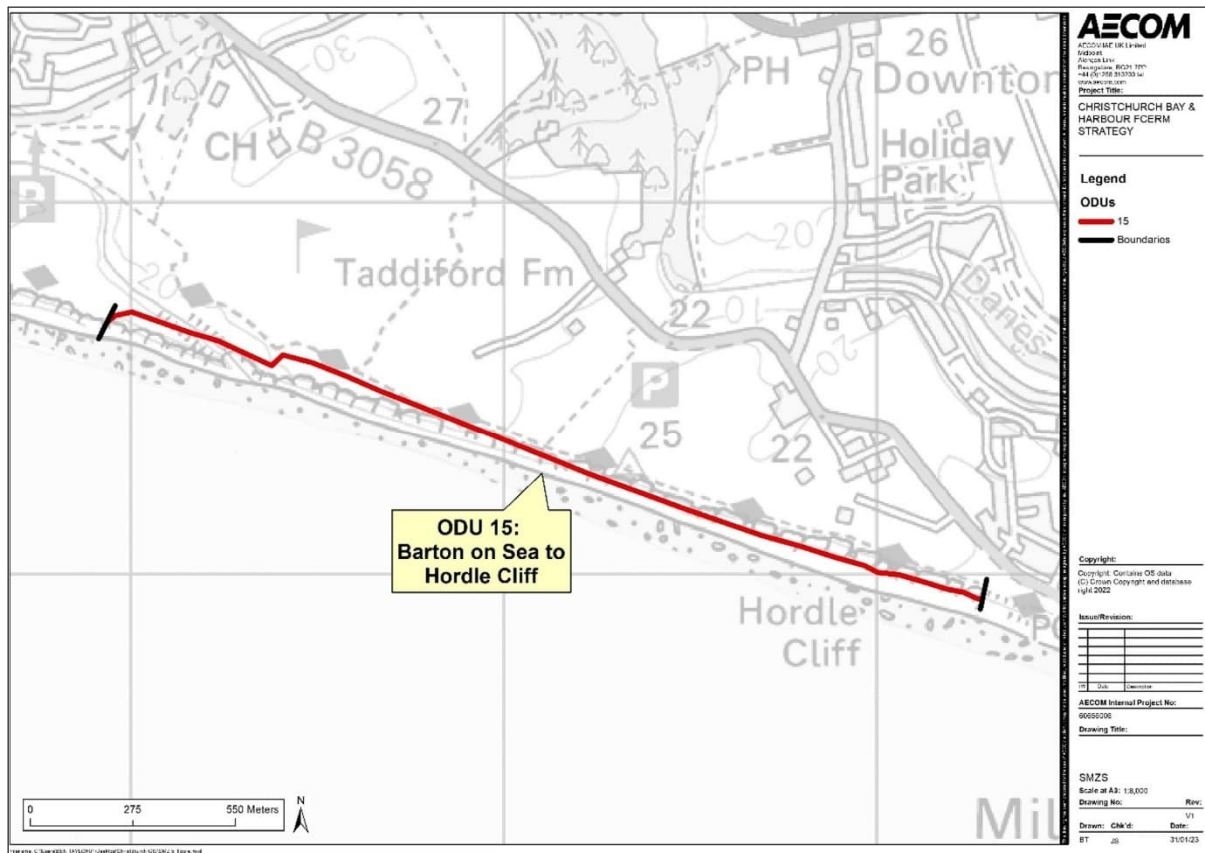 30
26
PH
Downton
27
CH
B 3058
Holiday
Park
P
20
20
Taddiford Fm
10
20
Danes
22
P
25
22
ODU 15:
Barton on Sea to
Hordle Cliff
Hordle
Cliff
Mil
0 275 550 Meters
N
AECOM
Project Title:
CHRISTCHURCH BAY &
HARBOUR FCERM
STRATEGY
Legend
ODUs
15
Boundaries
Copyright:
Copyright: Contains OS data
(C) Crown Copyright and database
right 2022
Issue/Revision:
AECOM Internal Project No:
Drawing Title:
SMZS
Scale at A3: 1:8,000
Drawing No: Rev:
V1
Drawn: Chk'd: Date:
BT JS 31/01/23